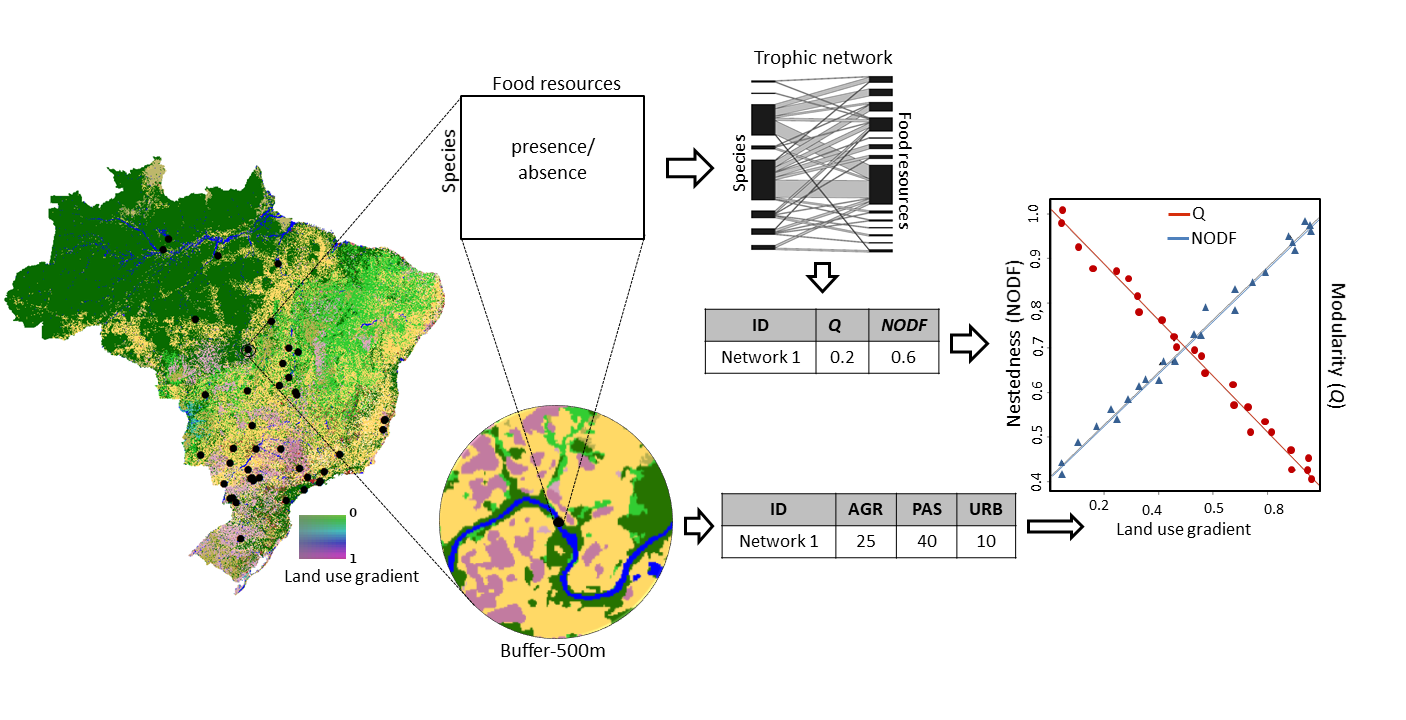 Food resources
Species
presence/
absence
Trophic network
Species
Food resources
ID Q NODF
Network 1 0.2 0.6
0
1
Land use gradient
Buffer-500m
ID AGR PAS URB
Network 1 25 40 10
Nestedness (NODF)
1.0
0.9
0.8
0.7
0.6
0.5
0.4
Q
NODF
Modularity (Q)
0.2 0.4 0.5 0.8
Land use gradient